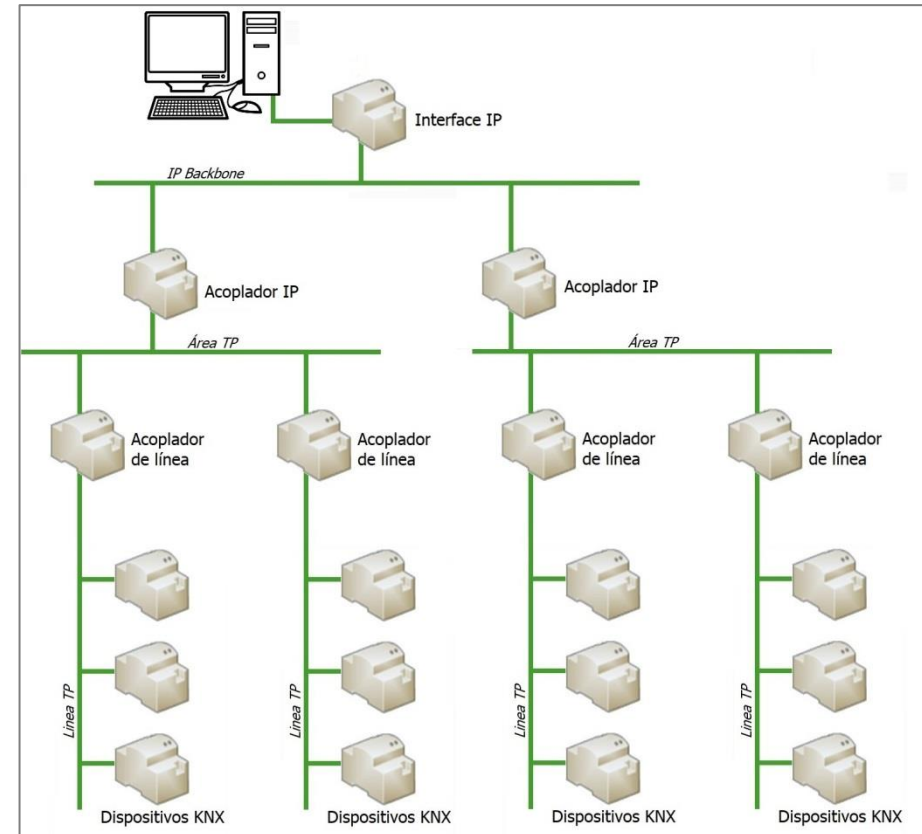 Interface IP
IP Backbone
Acoplador IP
Acoplador IP
Área TP
Área TP
Acoplador
de línea
Acoplador
de línea
Acoplador
de línea
Acoplador
de línea
Línea TP
Línea TP
Línea TP
Línea TP
Dispositivos KNX
Dispositivos KNX
Dispositivos KNX
Dispositivos KNX